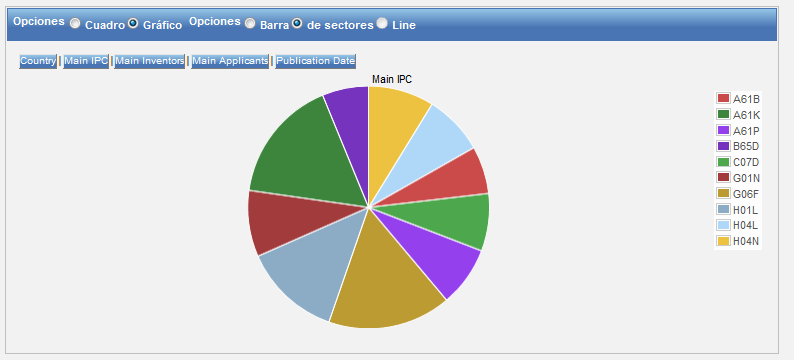 Opciones Cuadro Gráfico Opciones Barra de sectores Line
Country | Main IPC | Main Inventors | Main Applicants | Publication Date
Main IPC
A61B
A61K
A61P
B65D
C07D
G01N
G06F
H01L
H04L
H04N